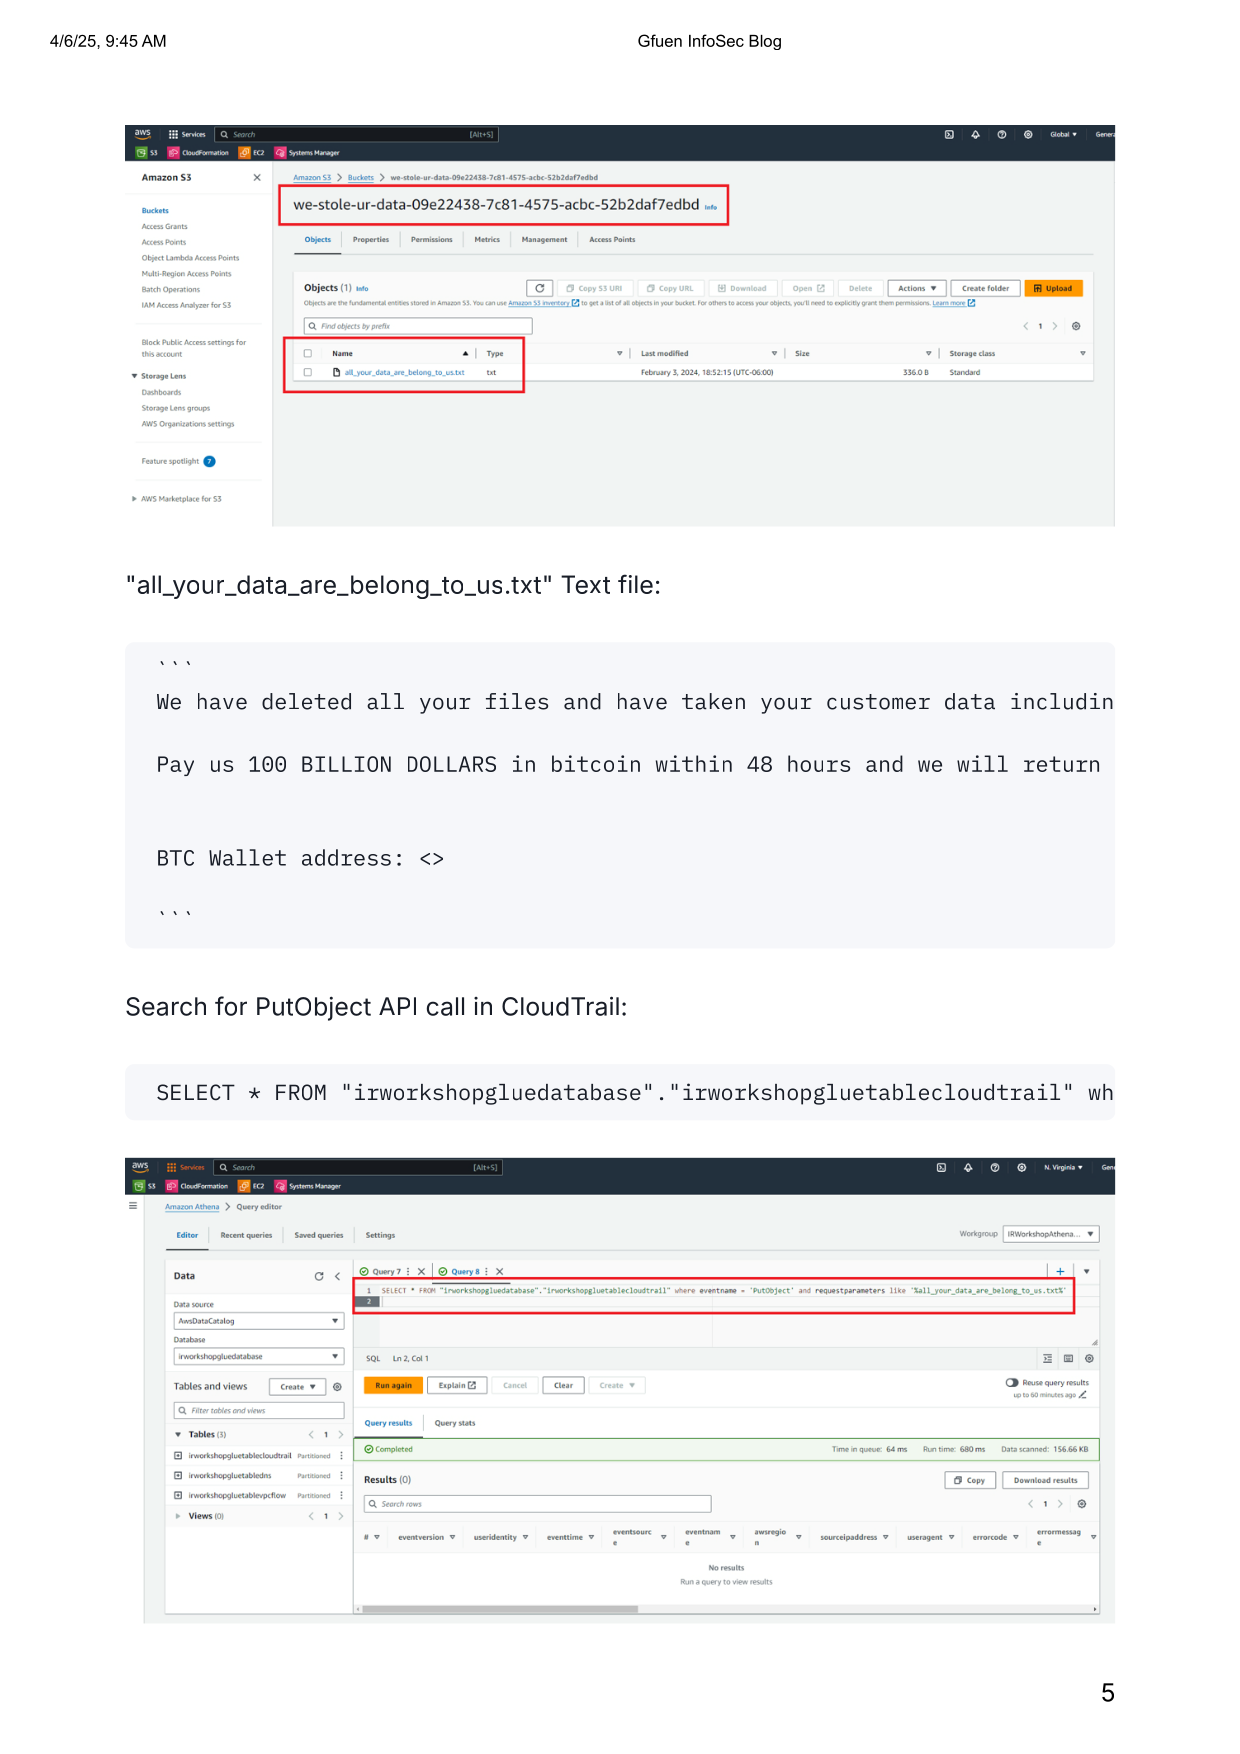 4/6/25, 9:45 AM
Gfuen InfoSec Blog
aws
Services
Search
[Alt+S]
Global
S3
CloudFormation
EC2
Systems Manager
Amazon S3
Amazon S3 > Buckets > we-stole-ur-data-09e22438-7c81-4575-acbc-52b2daf7edbd
we-stole-ur-data-09e22438-7c81-4575-acbc-52b2daf7edbd Info
Buckets
Access Grants
Access Points
Object Lambda Access Points
Multi-Region Access Points
Batch Operations
IAM Access Analyzer for S3
Block Public Access settings for
this account
Storage Lens
Dashboards
Storage Lens groups
AWS Organizations settings
Feature spotlight 7
AWS Marketplace for S3
Objects
Properties
Permissions
Metrics
Management
Access Points
Objects (1) Info
Copy S3 URI
Copy URL
Download
Open
Delete
Actions
Create folder
Upload
Objects are the fundamental entities stored in Amazon S3. You can use Amazon S3 inventory to get a list of all objects in your bucket. For others to access your objects, you'll need to explicitly grant them permissions. Learn more
Find objects by prefix
1
Name
Type
Last modified
Size
Storage class
all_your_data_are_belong_to_us.txt
txt
February 3, 2024, 18:52:15 (UTC-06:00)
336.0 B
Standard
"all_your_data_are_belong_to_us.txt" Text file:
```
We have deleted all your files and have taken your customer data includin
Pay us 100 BILLION DOLLARS in bitcoin within 48 hours and we will return
BTC Wallet address: <>
```
Search for PutObject API call in CloudTrail:
SELECT * FROM "irworkshopgluedatabase"."irworkshopgluetablecloudtrail" wh
aws
Services
Search
[Alt+S]
N. Virginia
S3
CloudFormation
EC2
Systems Manager
Amazon Athena > Query editor
Editor
Recent queries
Saved queries
Settings
Workgroup
IRWorkshopAthena...
Data
Data source
AwsDataCatalog
Database
irworkshopgluedatabase
Tables and views
Create
Filter tables and views
Tables (3)
1
irworkshopgluetablecloudtrail Partitioned
irworkshopgluetabledns Partitioned
irworkshopgluetablevpcflow Partitioned
Views (0)
1
Query 7
Query 8
1 SELECT * FROM "irworkshopgluedatabase"."irworkshopgluetablecloudtrail" where eventname = 'PutObject' and requestparameters like '%all_your_data_are_belong_to_us.txt%'
2
SQL Ln 2, Col 1
Run again
Explain
Cancel
Clear
Create
Reuse query results
up to 60 minutes ago
Query results
Query stats
Completed
Time in queue: 64 ms
Run time: 680 ms
Data scanned: 156.66 KB
Results (0)
Copy
Download results
Search rows
1
#
eventversion
useridentity
eventtime
eventsourc
e
eventnam
e
awsregio
n
sourceipaddress
useragent
errorcode
errormessag
e
No results
Run a query to view results
5